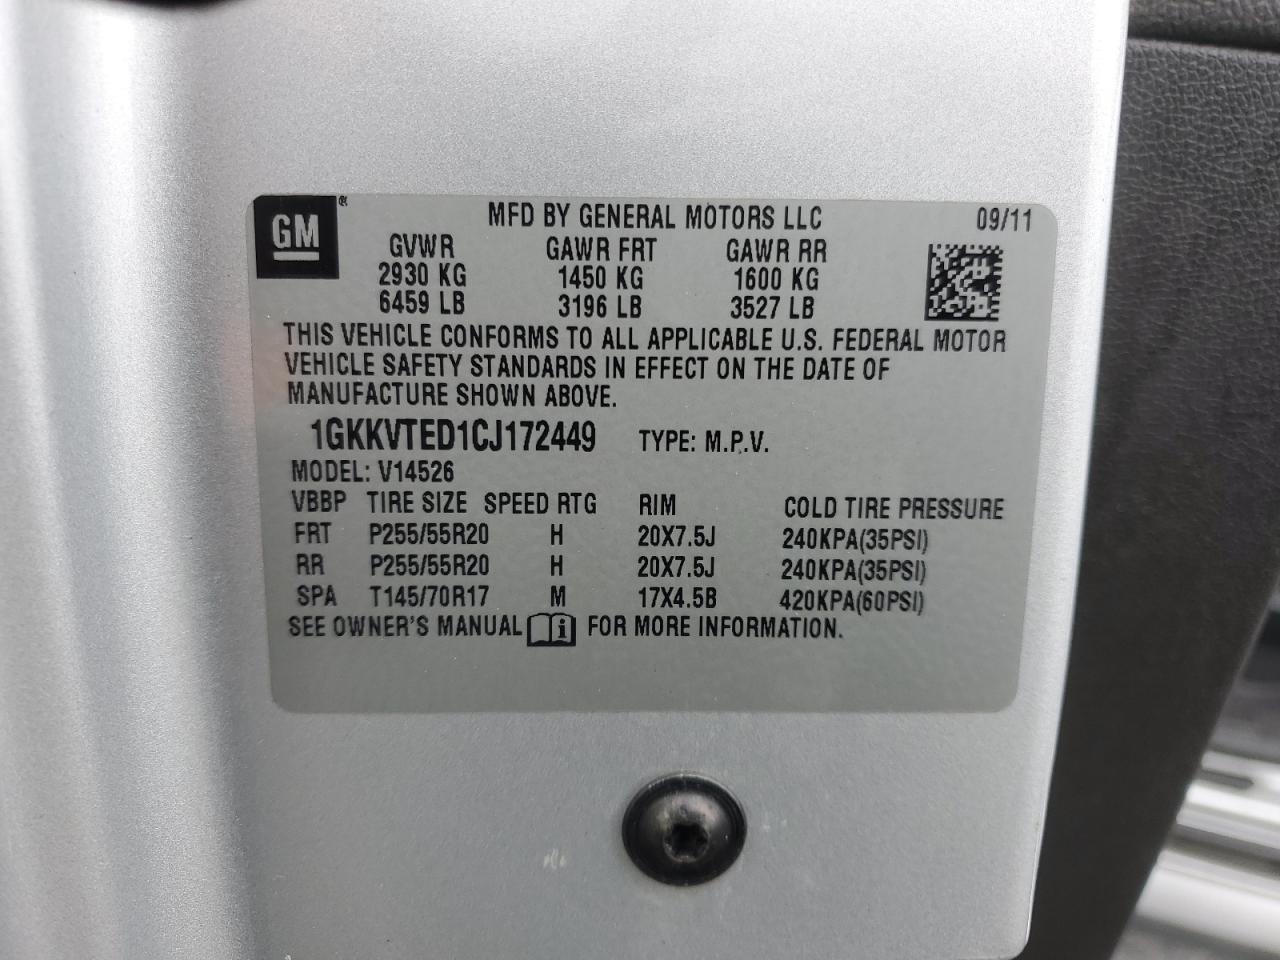 GM ® MFD BY GENERAL MOTORS LLC 09/11
GVWR GAWR FRT GAWR RR
2930 KG 1450 KG 1600 KG
6459 LB 3196 LB 3527 LB
THIS VEHICLE CONFORMS TO ALL APPLICABLE U.S. FEDERAL MOTOR
VEHICLE SAFETY STANDARDS IN EFFECT ON THE DATE OF
MANUFACTURE SHOWN ABOVE.
1GKKVTED1CJ172449 TYPE: M.P.V.
MODEL: V14526
VBBP TIRE SIZE SPEED RTG RIM COLD TIRE PRESSURE
FRT P255/55R20 H 20X7.5J 240KPA(35PSI)
RR P255/55R20 H 20X7.5J 240KPA(35PSI)
SPA T145/70R17 M 17X4.5B 420KPA(60PSI)
SEE OWNER'S MANUAL i FOR MORE INFORMATION.